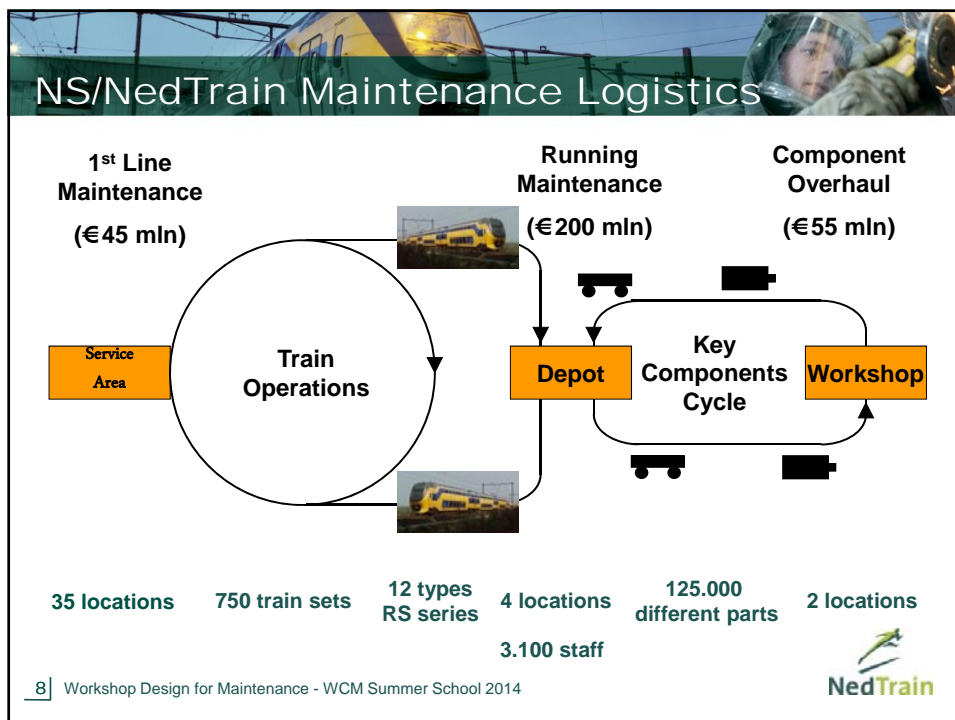 NS/NedTrain Maintenance Logistics
1st Line
Maintenance
(€45 mln)
Running
Maintenance
(€200 mln)
Component
Overhaul
(€55 mln)
Service
Area
Train
Operations
Depot
Key
Components
Cycle
Workshop
35 locations
750 train sets
12 types
RS series
4 locations
125.000
different parts
2 locations
3.100 staff
8 Workshop Design for Maintenance - WCM Summer School 2014
NedTrain